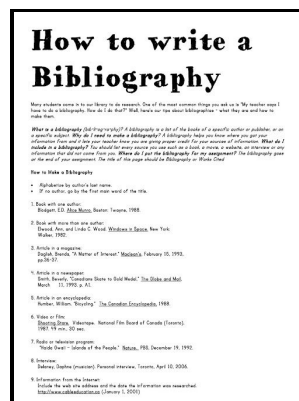 How to write a
Bibliography
Many students come in to our library to do research. One of the most common things they ask us is "My teacher says I
have to do a bibliography. How do I do that?" Well, here's our tips about bibliographies - what they are and how to
make them.
What is a bibliography A bibliography is a list of the books of a specific author or publisher, or on
a specific subject. Why do I need to make a bibliography? A bibliography helps you know where you got your
information from and it lets your teacher know you are giving proper credit for your sources of information. What do I
include in a bibliography? You should list every source you use such as a book, a movie, a website, an interview or any
information that did not come from you. Where do I put the bibliography for my assignment? The bibliography goes
at the end of your assignment. The title of this page should be Bibliography or Works Cited
How to Make a Bibliography
• Alphabetize by author's last name.
• If no author, go by the first main word of the title.
1. Book with one author:
Blodgett, E.D. Alice Munro. Boston: Twayne, 1988.
2. Book with more than one author:
Elwood, Ann, and Linda C. Wood. Windows in Space. New York:
Walker, 1982.
3. Article in a magazine:
Daglish, Brenda. "A Matter of Interest." Maclean's, February 15, 1993,
pp.36-37.
4. Article in a newspaper:
Smith, Beverly. "Canadians Skate to Gold Medal." The Globe and Mail,
March 11, 1993, p. A1.
5. Article in an encyclopedia:
Humber, William. "Bicycling." The Canadian Encyclopedia, 1988.
6. Video or film:
Shooting Stars. Videotape. National Film Board of Canada (Toronto),
1987. 49 min., 30 sec.
7. Radio or television program:
"Haida Gwaii - Islands of the People." Nature, PBS, December 19, 1992.
8. Interview:
Delaney, Daphne (musician). Personal interview, Toronto, April 10, 2006.
9. Information from the Internet:
Include the web site address and the date the information was researched.
http://www.cableeducation.ca (January 1, 2001)